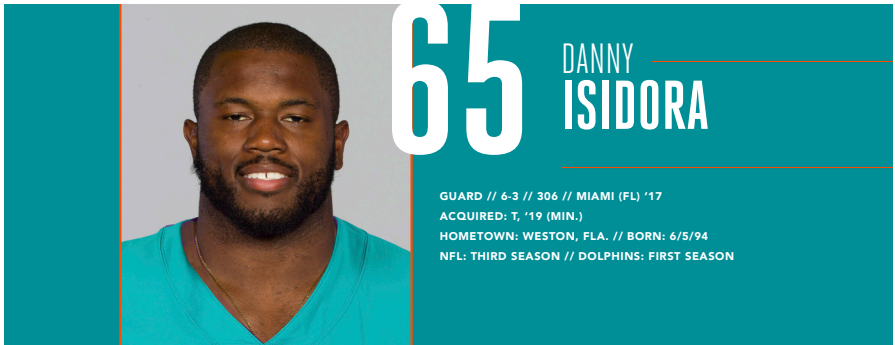 65
DANNY
ISIDORA
GUARD // 6-3 // 306 // MIAMI (FL) ’17
ACQUIRED: T, ’19 (MIN.)
HOMETOWN: WESTON, FLA. // BORN: 6/5/94
NFL: THIRD SEASON // DOLPHINS: FIRST SEASON